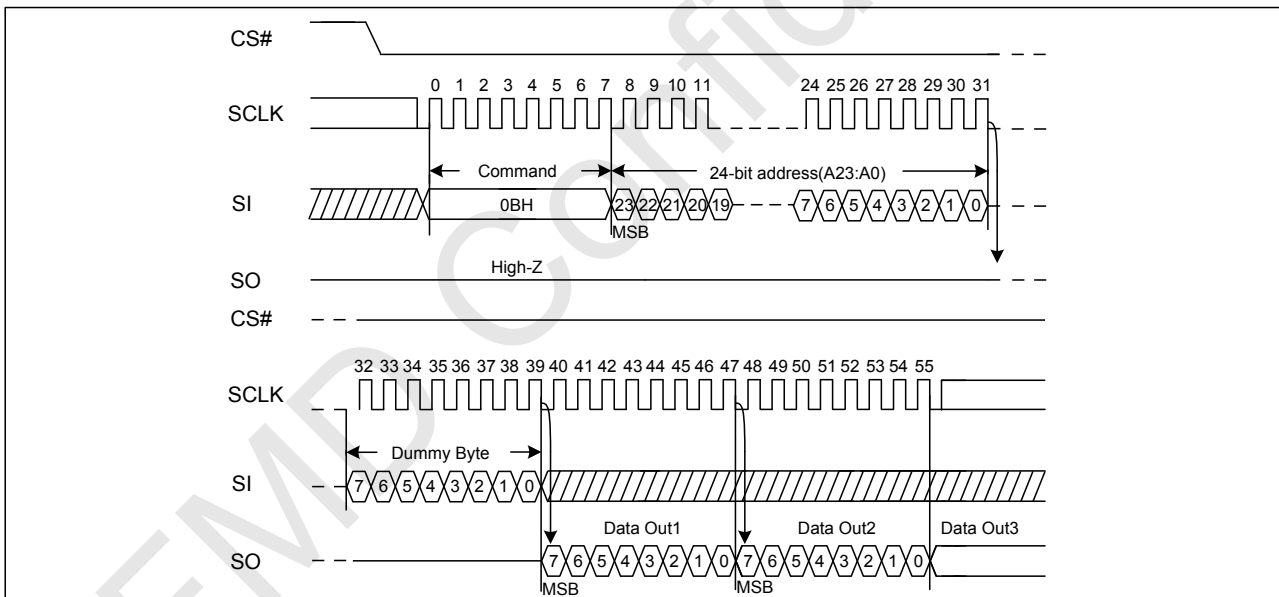 CS#
0 1 2 3 4 5 6 7 8 9 10 11 24 25 26 27 28 29 30 31
SCLK
Command 24-bit address(A23:A0)
SI 0BH 23 22 21 20 19 7 6 5 4 3 2 1 0
MSB
High-Z
SO
CS#
32 33 34 35 36 37 38 39 40 41 42 43 44 45 46 47 48 49 50 51 52 53 54 55
SCLK
Dummy Byte
SI 7 6 5 4 3 2 1 0
Data Out1 Data Out2 Data Out3
SO 7 6 5 4 3 2 1 0 7 6 5 4 3 2 1 0
MSB MSB
FMD Confid